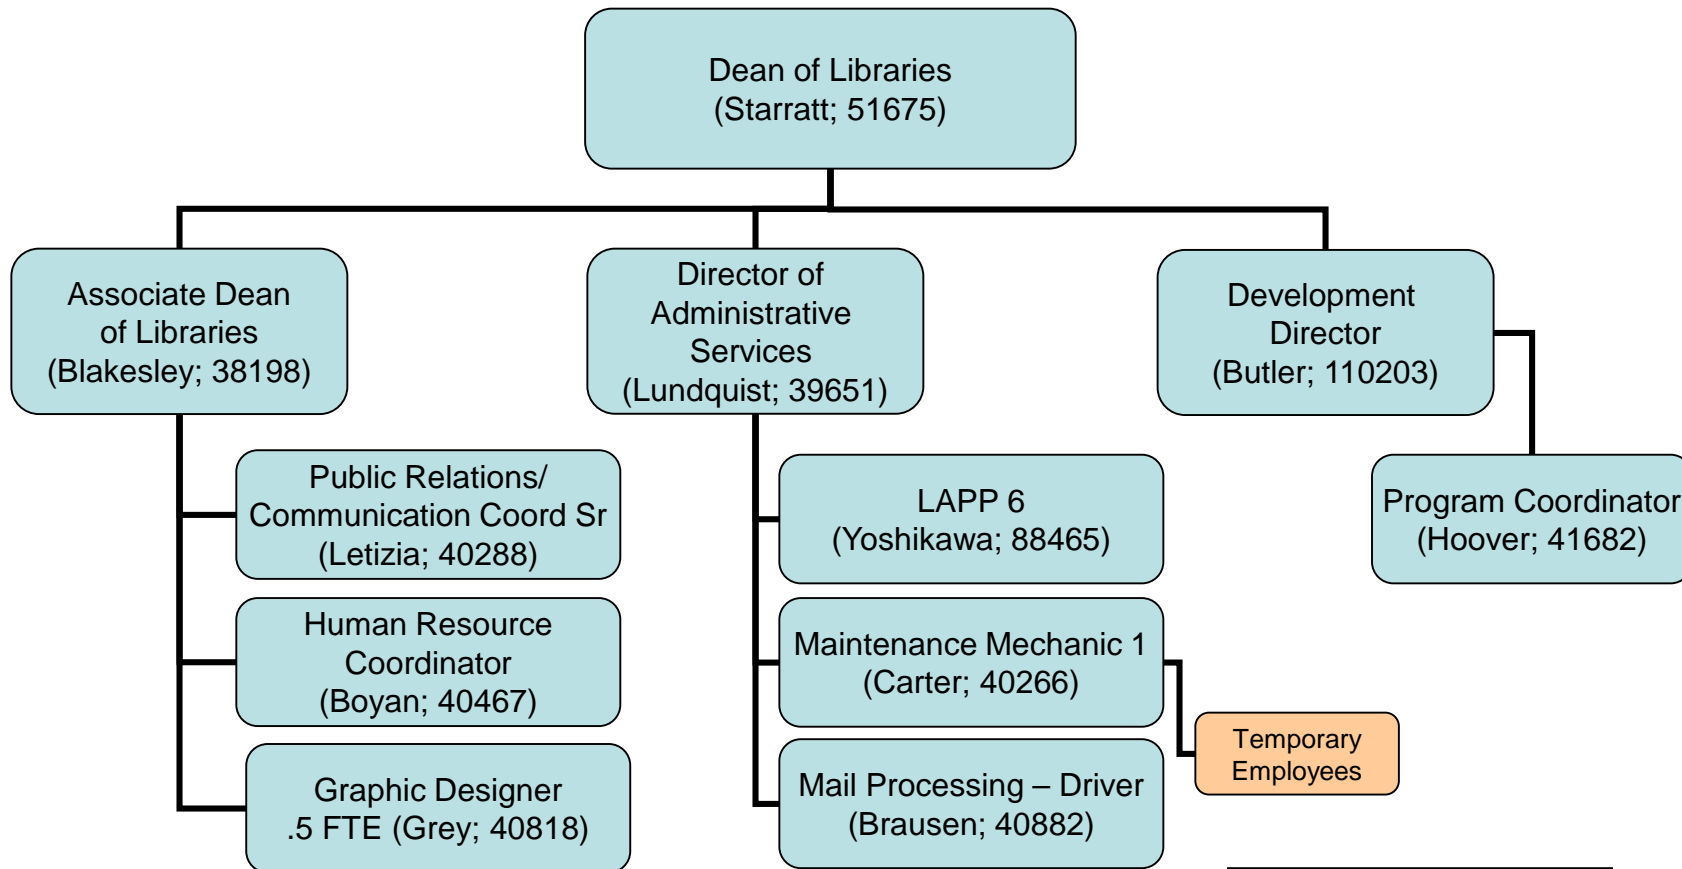 Dean of Libraries
(Starratt; 51675)
Associate Dean
of Libraries
(Blakesley; 38198)
Director of
Administrative
Services
(Lundquist; 39651)
Development
Director
(Butler; 110203)
Public Relations/
Communication Coord Sr
(Letizia; 40288)
LAPP 6
(Yoshikawa; 88465)
Program Coordinator
(Hoover; 41682)
Human Resource
Coordinator
(Boyan; 40467)
Maintenance Mechanic 1
(Carter; 40266)
Temporary
Employees
Graphic Designer
.5 FTE (Grey; 40818)
Mail Processing – Driver
(Brausen; 40882)